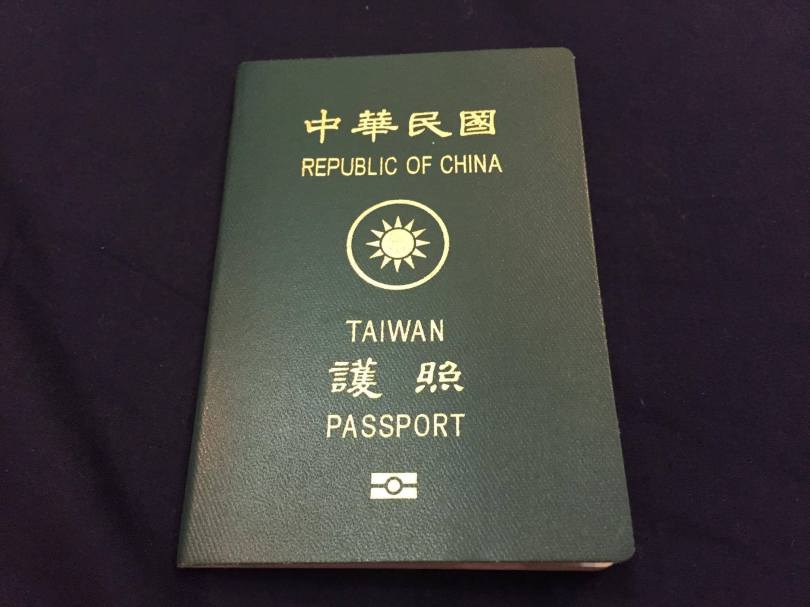 中華民國
REPUBLIC OF CHINA
TAIWAN
護照
PASSPORT